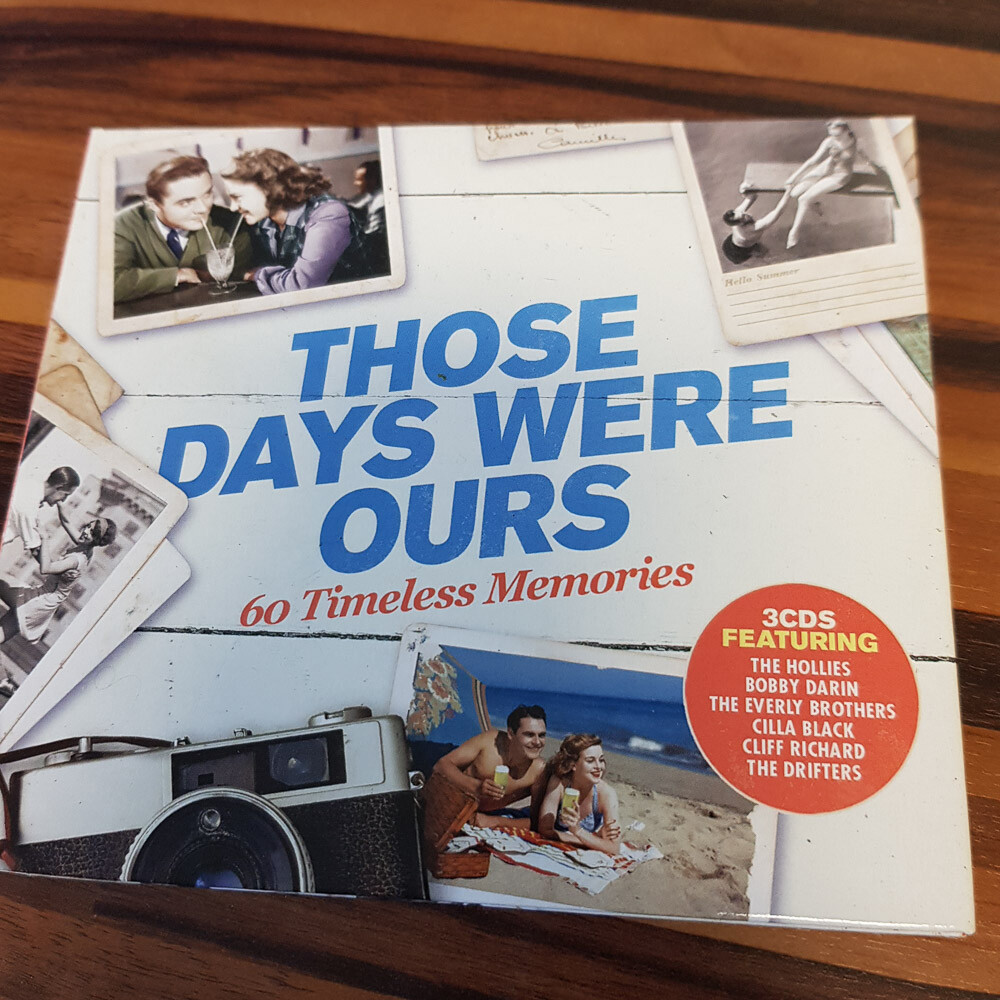 Camille
Hello Summer
THOSE
DAYS WERE
OURS
60 Timeless Memories
3CDS
FEATURING
THE HOLLIES
BOBBY DARIN
THE EVERLY BROTHERS
CILLA BLACK
CLIFF RICHARD
THE DRIFTERS